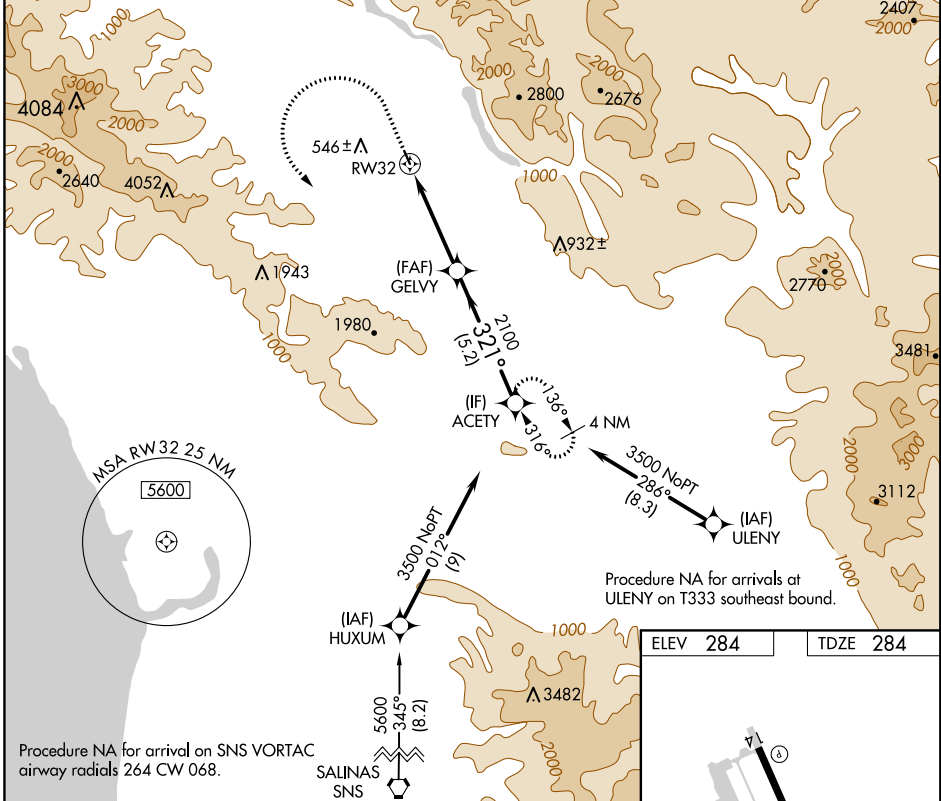 2407
2000
1000
3000
4084
2000
2000
2640
4052
1943
1980
1000
546 ±
RW32
2000
2800
2000
2676
1000
932 ±
2000
2770
3481
2000
3000
3112
1000
(FAF)
GELVY
2100
321°
(5.2)
(IF)
ACETY
136°
316°
4 NM
3500 NoPT
286°
(8.3)
(IAF)
ULENY
Procedure NA for arrivals at
ULENY on T333 southeast bound.
MSA RW32 25 NM
5600
3500 NoPT
012°
(9)
(IAF)
HUXUM
1000
3482
2000
5600
345°
(8.2)
SALINAS
SNS
Procedure NA for arrival on SNS VORTAC
airway radials 264 CW 068.
ELEV 284
TDZE 284
14
P